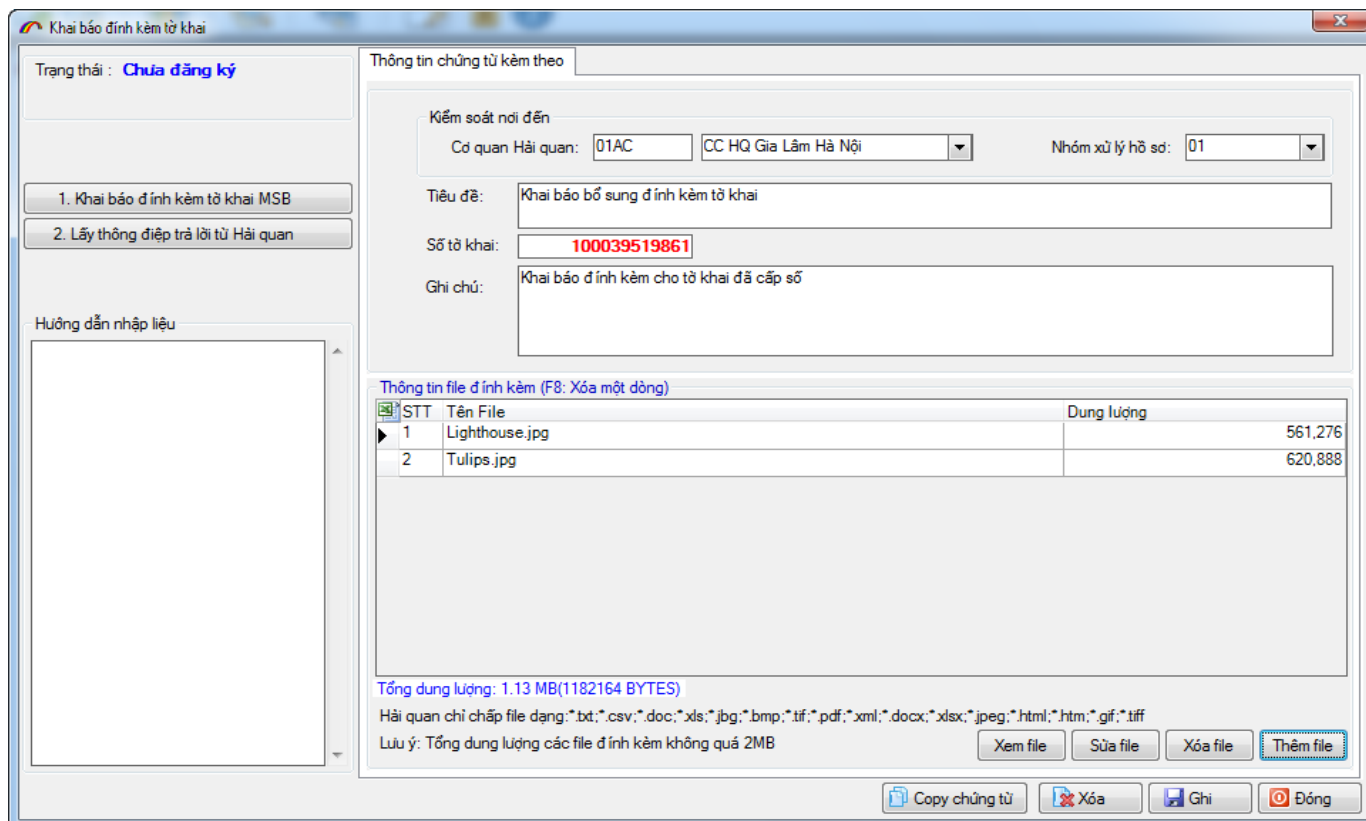 Khai báo đính kèm tờ khai
Trạng thái : Chưa đăng ký
1. Khai báo đính kèm tờ khai MSB
2. Lấy thông điệp trả lời từ Hải quan
Hướng dẫn nhập liệu
Thông tin chứng từ kèm theo
Kiểm soát nơi đến
Cơ quan Hải quan: 01AC CC HQ Gia Lâm Hà Nội Nhóm xử lý hồ sơ: 01
Tiêu đề: Khai báo bổ sung đính kèm tờ khai
Số tờ khai: 100039519861
Ghi chú: Khai báo đính kèm cho tờ khai đã cấp số
Thông tin file đính kèm (F8: Xóa một dòng)
STT Tên File Dung lượng
1 Lighthouse.jpg 561,276
2 Tulips.jpg 620,888
Tổng dung lượng: 1.13 MB(1182164 BYTES)
Hải quan chỉ chấp file dạng:*.txt;*.csv;*.doc;*.xls;*.jbg;*.bmp;*.tif;*.pdf;*.xml;*.docx;*.xlsx;*.jpeg;*.html;*.htm;*.gif;*.tiff
Lưu ý: Tổng dung lượng các file đính kèm không quá 2MB
Xem file Sửa file Xóa file Thêm file
Copy chứng từ Xóa Ghi Đóng